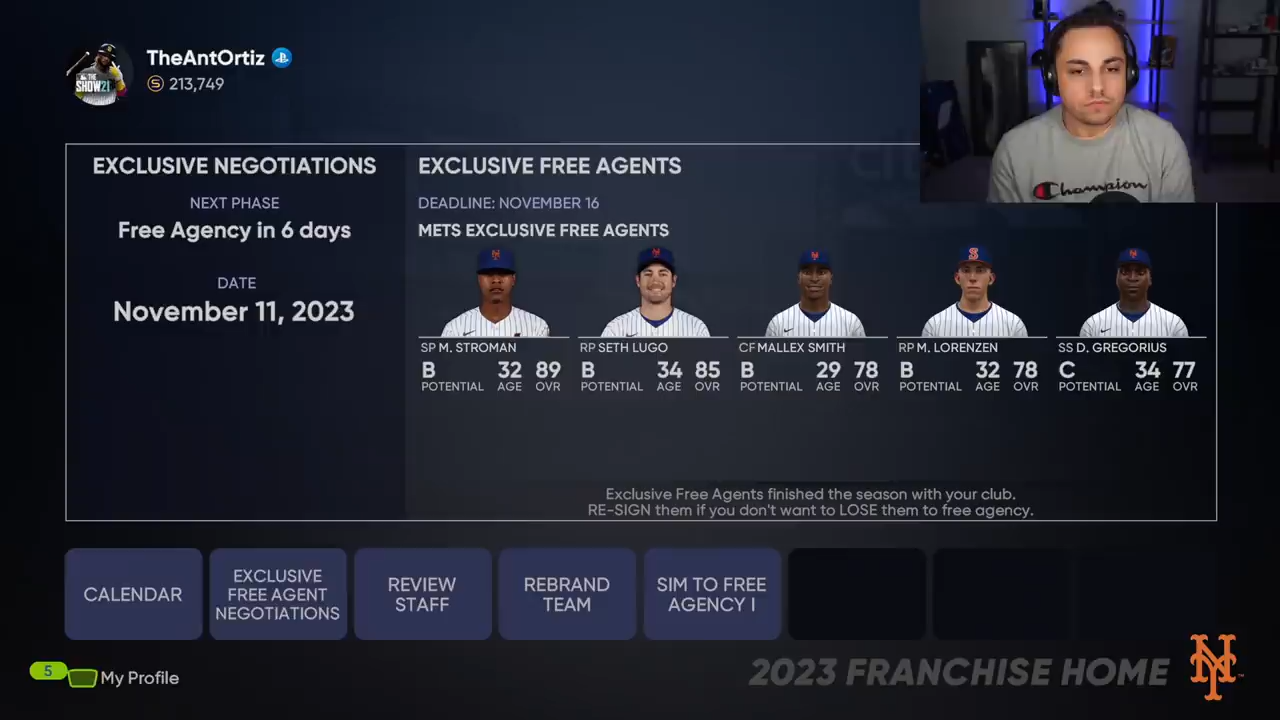 TheAntOrtiz
213,749
THE SHOW21
Champion
EXCLUSIVE NEGOTIATIONS
NEXT PHASE
Free Agency in 6 days
DATE
November 11, 2023
EXCLUSIVE FREE AGENTS
DEADLINE: NOVEMBER 16
METS EXCLUSIVE FREE AGENTS
SP M. STROMAN
B 32 89
POTENTIAL AGE OVR
RP SETH LUGO
B 34 85
POTENTIAL AGE OVR
CF MALLEX SMITH
B 29 78
POTENTIAL AGE OVR
RP M. LORENZEN
B 32 78
POTENTIAL AGE OVR
SS D. GREGORIUS
C 34 77
POTENTIAL AGE OVR
Exclusive Free Agents finished the season with your club.
RE-SIGN them if you don't want to LOSE them to free agency.
CALENDAR
EXCLUSIVE
FREE AGENT
NEGOTIATIONS
REVIEW
STAFF
REBRAND
TEAM
SIM TO FREE
AGENCY I
5 My Profile
2023 FRANCHISE HOME
NY